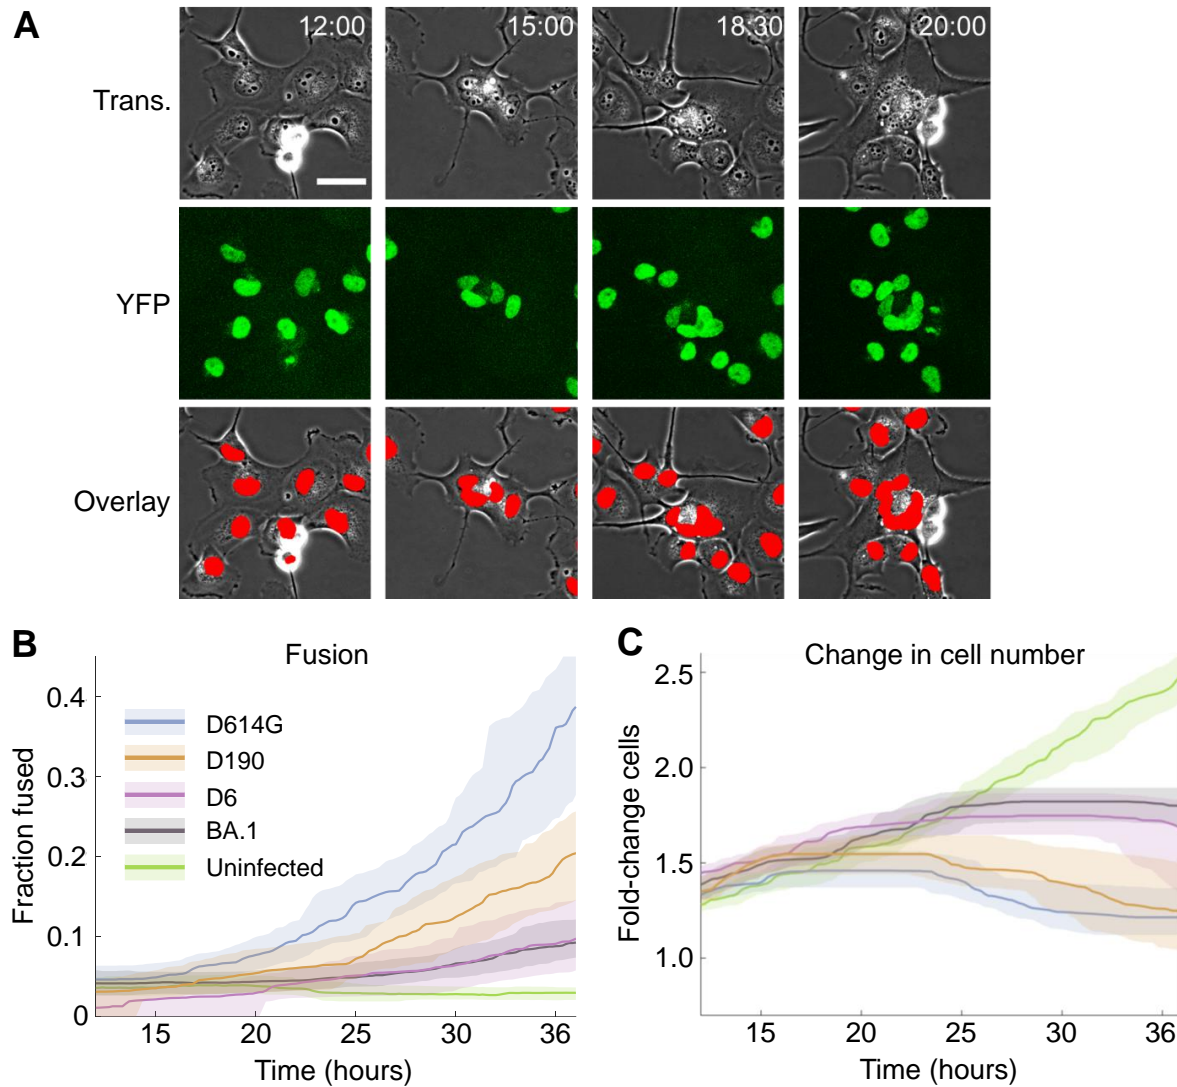 A
12:00
15:00
18:30
20:00
Trans.
YFP
Overlay
B
Fusion
Fraction fused
0.4
0.3
0.2
0.1
0
D614G
D190
D6
BA.1
Uninfected
15
20
25
30
36
Time (hours)
C
Change in cell number
Fold-change cells
2.5
2.0
1.5
1.0
15
20
25
30
36
Time (hours)